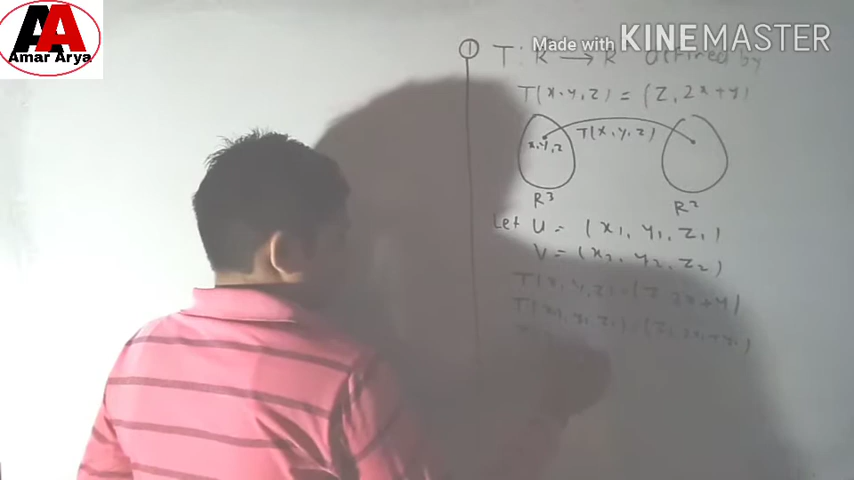 AA
Amar Arya
Made with KINEMASTER
① T: R → R defined by
T(x,y,z) = (z, 2x+y)
T(x,y,z)
x,y,z
R³ R²
Let U = (x₁, y₁, z₁)
V = (x₂, y₂, z₂)
T(x,y,z) = (z, 2x+y)
T(x₁,y₁,z₁) = (z₁, 2x₁+y₁)